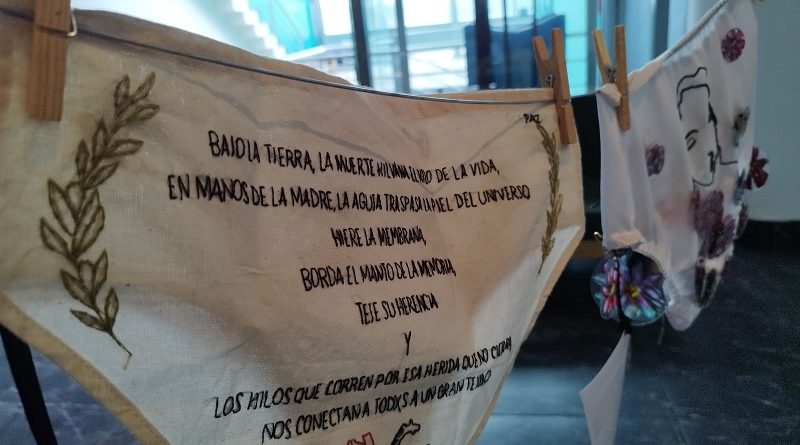 PAZ
BAJO LA TIERRA, LA MUERTE HILVANA EL HILO DE LA VIDA,
EN MANOS DE LA MADRE, LA AGUJA TRASPASA LA PIEL DEL UNIVERSO
HIERE LA MEMBRANA,
BORDA EL MANTO DE LA MEMORIA,
TEJE SU HERENCIA
Y
LOS HILOS QUE CORREN POR ESA HERIDA QUE NO CIERRA
NOS CONECTAN A TODXS A UN GRAN TEJIDO